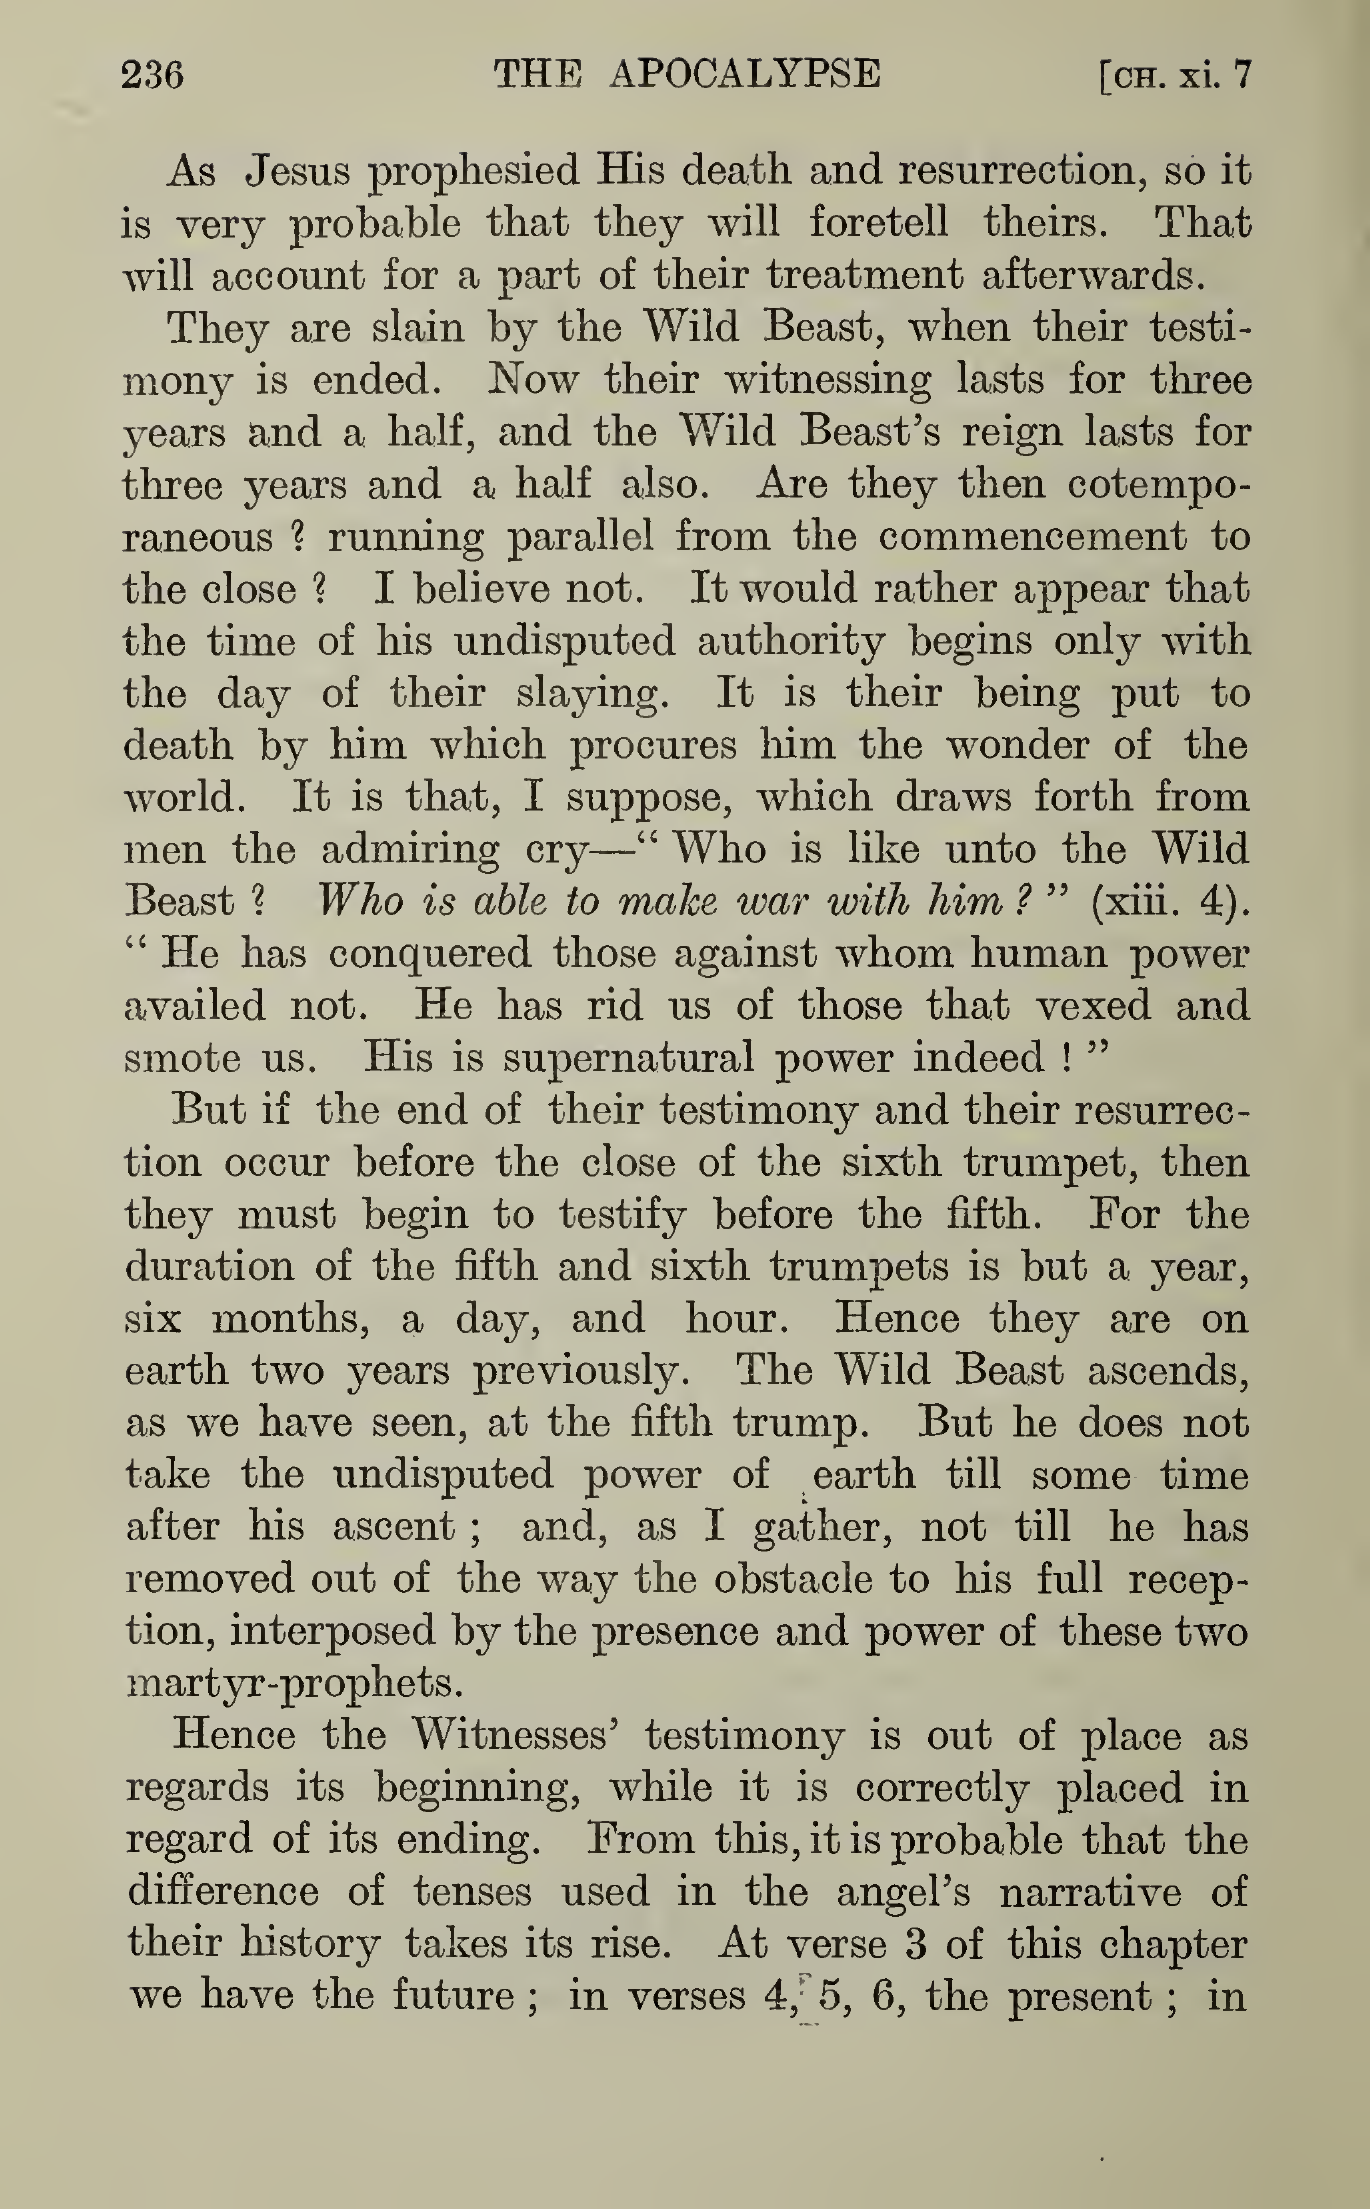 236 THE APOCALYPSE [CH. xi. 7
As Jesus prophesied His death and resurrection, so it
is very probable that they will foretell theirs. That
will account for a part of their treatment afterwards.
They are slain by the Wild Beast, when their testi-
mony is ended. Now their witnessing lasts for three
years and a half, and the Wild Beast's reign lasts for
three years and a half also. Are they then cotempo-
raneous ? running parallel from the commencement to
the close ? I believe not. It would rather appear that
the time of his undisputed authority begins only with
the day of their slaying. It is their being put to
death by him which procures him the wonder of the
world. It is that, I suppose, which draws forth from
men the admiring cry—“ Who is like unto the Wild
Beast ? Who is able to make war with him ? ” (xiii. 4).
“ He has conquered those against whom human power
availed not. He has rid us of those that vexed and
smote us. His is supernatural power indeed ! ”
But if the end of their testimony and their resurrec-
tion occur before the close of the sixth trumpet, then
they must begin to testify before the fifth. For the
duration of the fifth and sixth trumpets is but a year,
six months, a day, and hour. Hence they are on
earth two years previously. The Wild Beast ascends,
as we have seen, at the fifth trump. But he does not
take the undisputed power of earth till some time
after his ascent ; and, as I gather, not till he has
removed out of the way the obstacle to his full recep-
tion, interposed by the presence and power of these two
martyr-prophets.
Hence the Witnesses’ testimony is out of place as
regards its beginning, while it is correctly placed in
regard of its ending. From this, it is probable that the
difference of tenses used in the angel’s narrative of
their history takes its rise. At verse 3 of this chapter
we have the future ; in verses 4, 5, 6, the present ; in